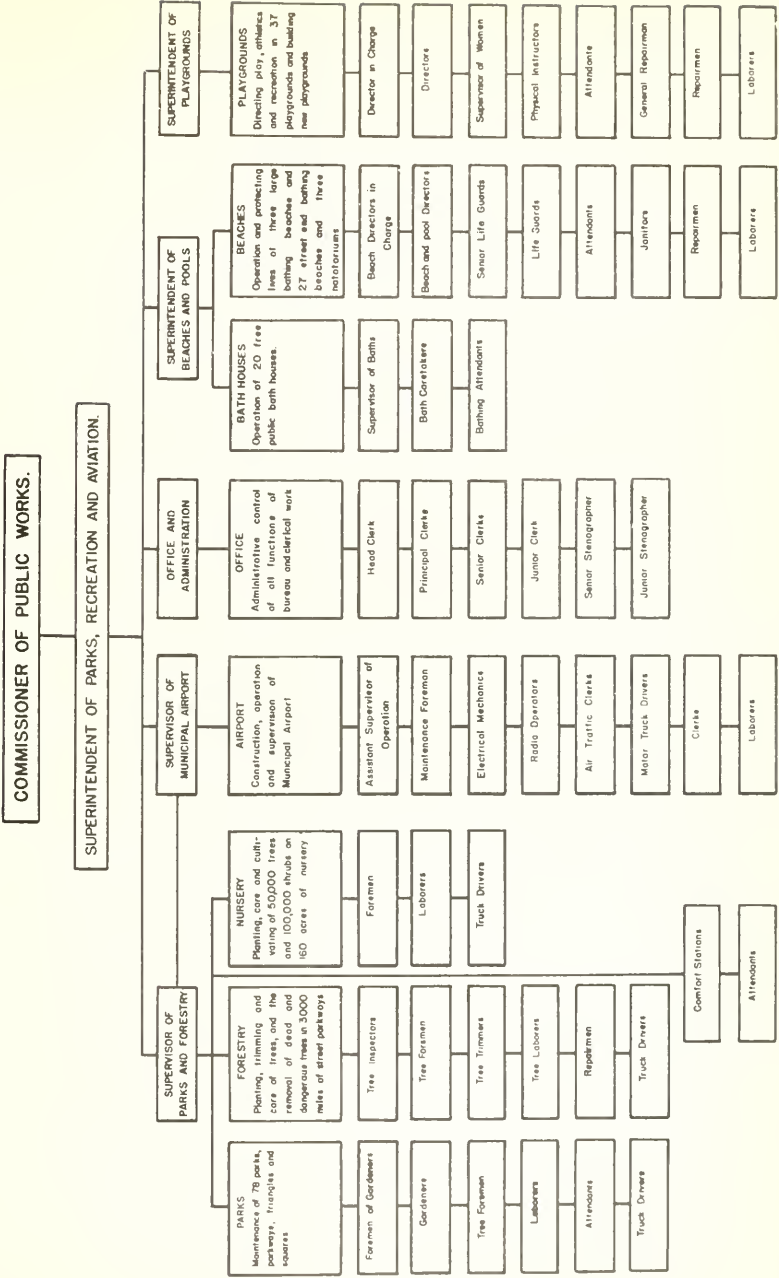 COMMISSIONER OF PUBLIC WORKS.
SUPERINTENDENT OF PARKS, RECREATION AND AVIATION.
SUPERVISOR OF
PARKS AND FORESTRY
SUPERVISOR OF
MUNICIPAL AIRPORT
OFFICE AND
ADMINISTRATION
SUPERINTENDENT OF
BEACHES AND POOLS
SUPERINTENDENT OF
PLAYGROUNDS
PARKS
Maintenance of 78 parks,
parkways, triangles and
squares
Foremen of Gardeners
Gardeners
Tree Foremen
Laborers
Attendants
Truck Drivers
FORESTRY
Planting, trimming and
care of trees, and the
removal of dead and
dangerous trees in 3000
miles of street parkways
Tree Inspectors
Tree Foremen
Tree Trimmers
Tree Laborers
Repairmen
Truck Drivers
NURSERY
Planting, care and culti-
vating of 50,000 trees
and 100,000 shrubs on
160 acres of nursery
Foremen
Laborers
Truck Drivers
Comfort Stations
Attendants
AIRPORT
Construction, operation
and supervision of
Municipal Airport
Assistant Supervisor of
Operation
Maintenance Foreman
Electrical Mechanics
Radio Operators
Air Traffic Clerks
Motor Truck Drivers
Clerks
Laborers
OFFICE
Administrative control
of all functions of
bureau and clerical work
Head Clerk
Prinicipal Clerks
Senior Clerks
Junior Clerk
Senior Stenographer
Junior Stenographer
BATH HOUSES
Operation of 20 free
public bath houses.
Supervisor of Baths
Bath Caretakers
Bathing Attendants
BEACHES
Operation and protecting
lives of three large
bathing beaches and
27 street end bathing
beaches and three
natatoriums
Beach Directors in
Charge
Beach and pool Directors
Senior Life Guards
Life Guards
Attendants
Janitors
Repairmen
Laborers
PLAYGROUNDS
Directing play, athletics
and recreation in 37
playgrounds and building
new playgrounds
Director in Charge
Directors
Supervisor of Women
Physical Instructors
Attendants
General Repairman
Repairmen
Laborers